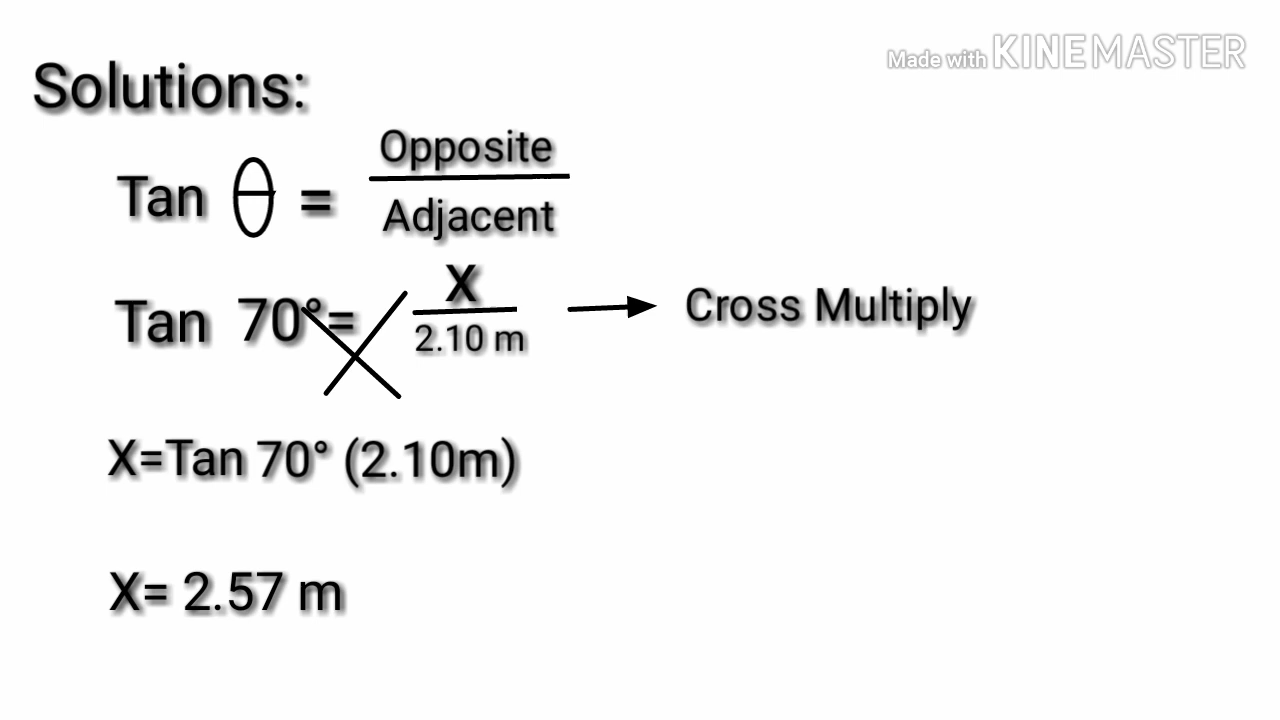 Made with KINEMASTER
Solutions:
Tan θ = Opposite
Adjacent
Tan 70°= X
2.10 m
Cross Multiply
X=Tan 70° (2.10m)
X= 2.57 m